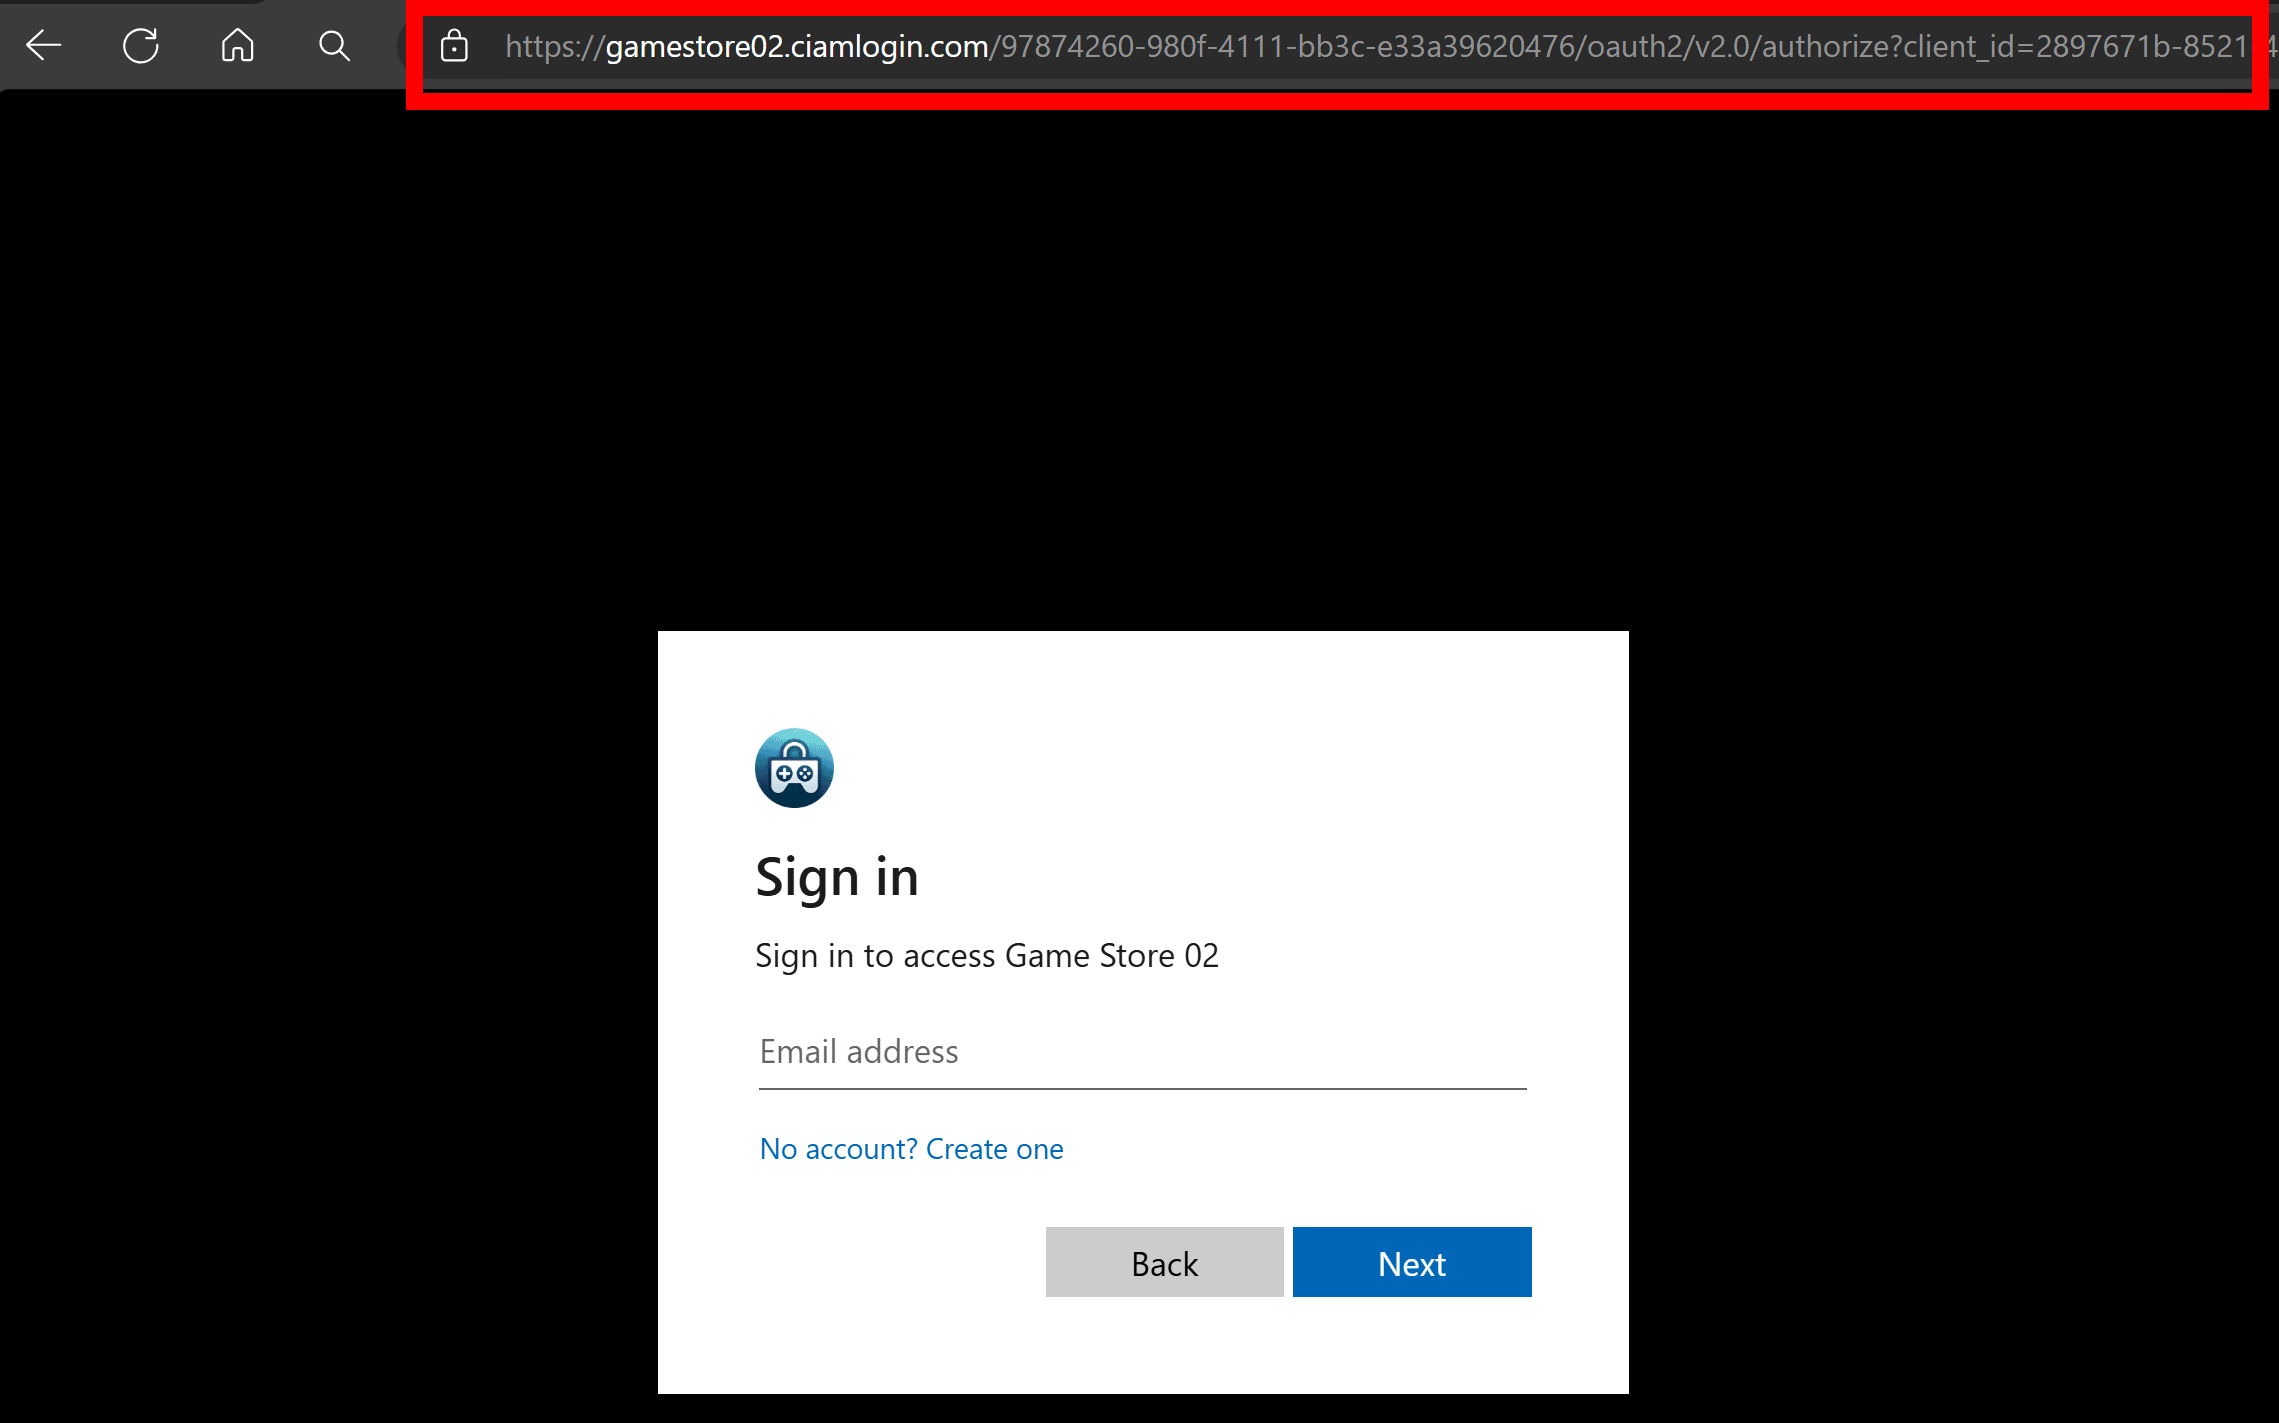 https://gamestore02.ciamlogin.com/97874260-980f-4111-bb3c-e33a39620476/oauth2/v2.0/authorize?client_id=2897671b-8521-4
Sign in
Sign in to access Game Store 02
Email address
No account? Create one
Back Next